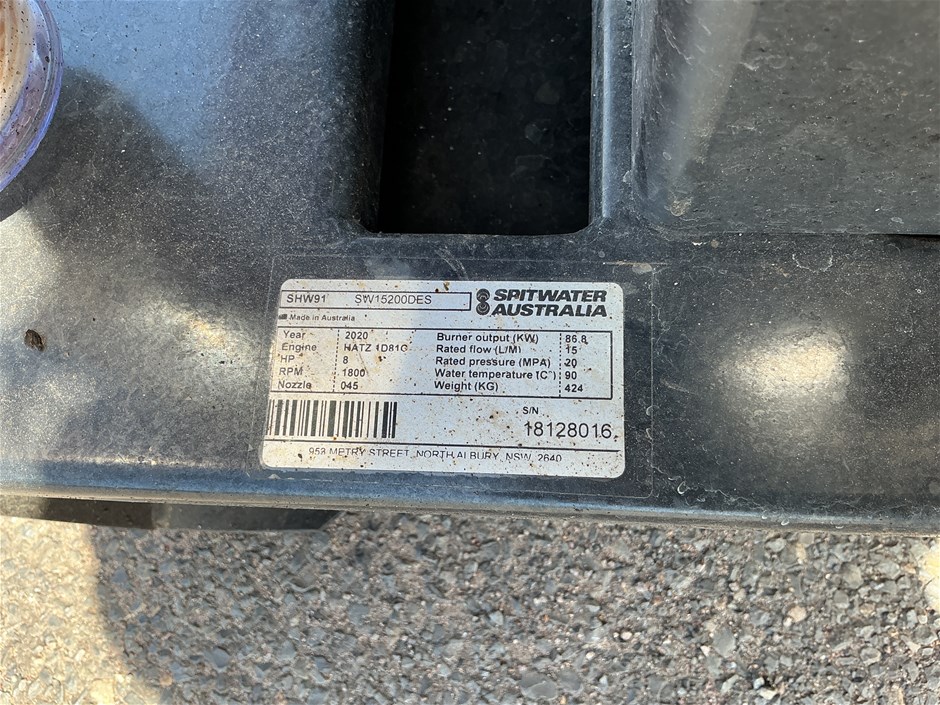 SHW91 SW15200DES
SPITWATER
AUSTRALIA
Made in Australia
Year 2020 Burner output (KW) 86.8
Engine HATZ 1D81C Rated flow (L/M) 15
HP 8 Rated pressure (MPA) 20
RPM 1800 Water temperature (C°) 90
Nozzle 045 Weight (KG) 424
S/N
18128016
953 METRY STREET, NORTH ALBURY, NSW, 2640